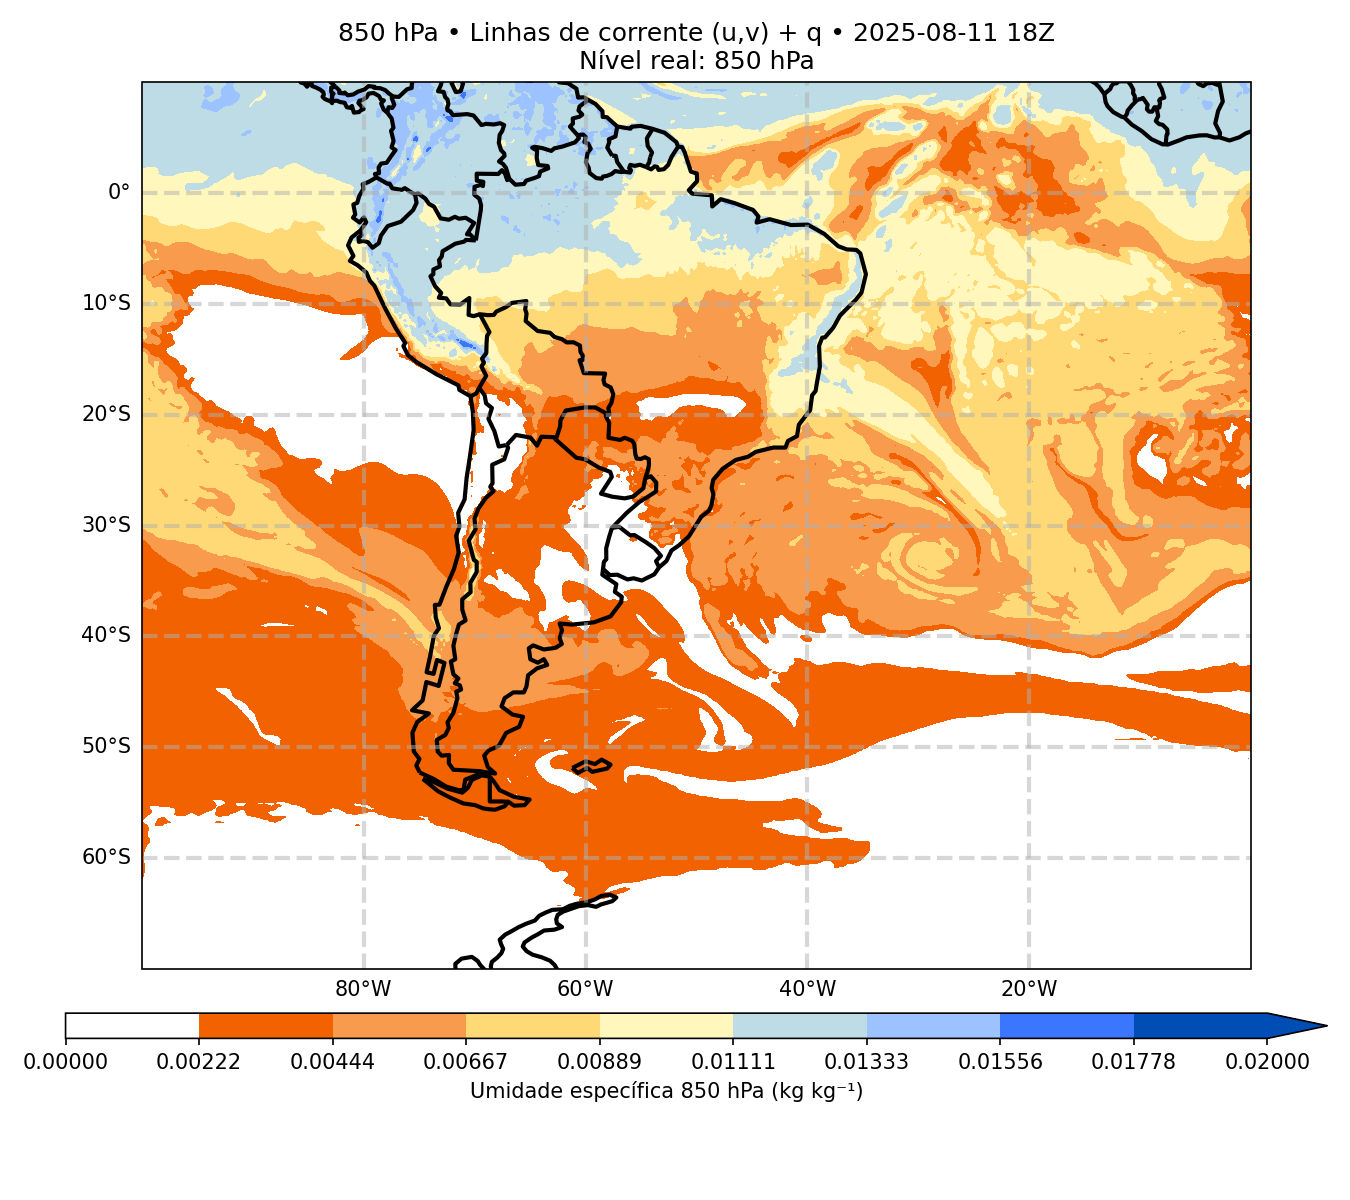 850 hPa • Linhas de corrente (u,v) + q • 2025-08-11 18Z
Nível real: 850 hPa
0°
10°S
20°S
30°S
40°S
50°S
60°S
80°W 60°W 40°W 20°W
0.00000 0.00222 0.00444 0.00667 0.00889 0.01111 0.01333 0.01556 0.01778 0.02000
Umidade específica 850 hPa (kg kg⁻¹)